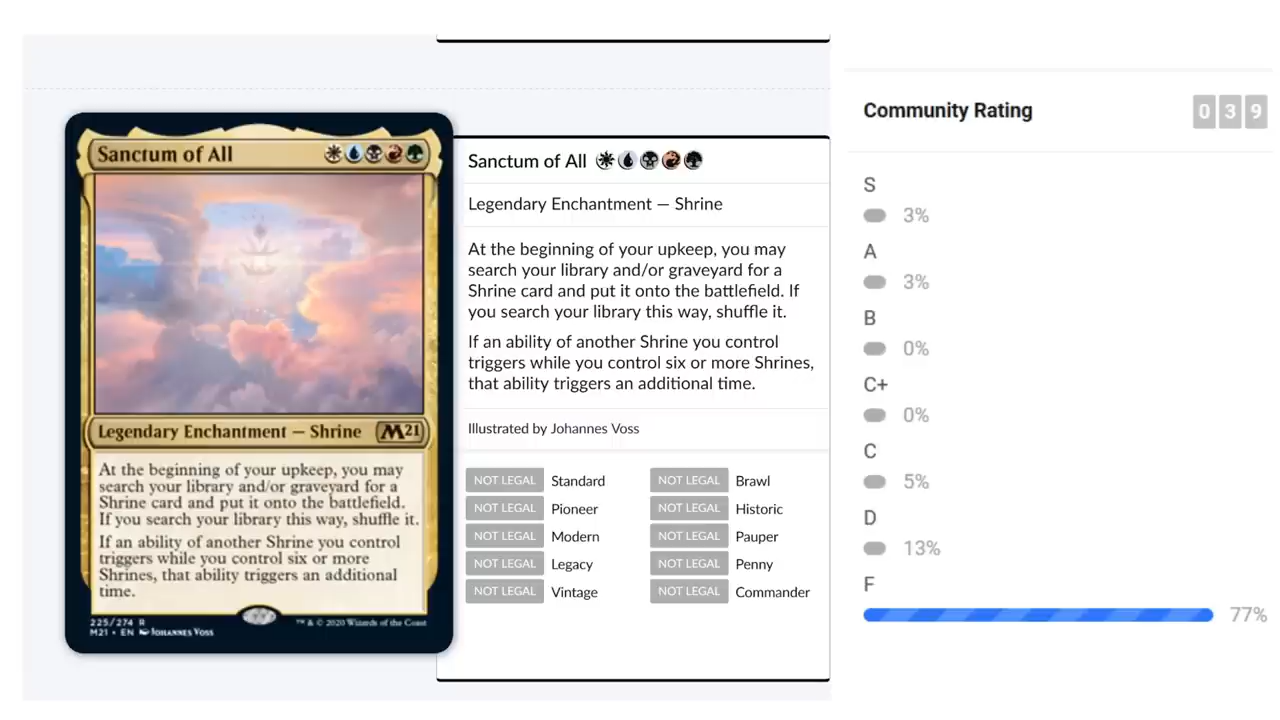 Sanctum of All
Legendary Enchantment — Shrine M21
At the beginning of your upkeep, you may
search your library and/or graveyard for a
Shrine card and put it onto the battlefield.
If you search your library this way, shuffle it.
If an ability of another Shrine you control
triggers while you control six or more
Shrines, that ability triggers an additional
time.
225/274 R
M21 • EN JOHANNES VOSS
™ & © 2020 Wizards of the Coast
Sanctum of All
Legendary Enchantment — Shrine
At the beginning of your upkeep, you may
search your library and/or graveyard for a
Shrine card and put it onto the battlefield. If
you search your library this way, shuffle it.
If an ability of another Shrine you control
triggers while you control six or more Shrines,
that ability triggers an additional time.
Illustrated by Johannes Voss
NOT LEGAL Standard NOT LEGAL Brawl
NOT LEGAL Pioneer NOT LEGAL Historic
NOT LEGAL Modern NOT LEGAL Pauper
NOT LEGAL Legacy NOT LEGAL Penny
NOT LEGAL Vintage NOT LEGAL Commander
Community Rating 039
S
3%
A
3%
B
0%
C+
0%
C
5%
D
13%
F
77%